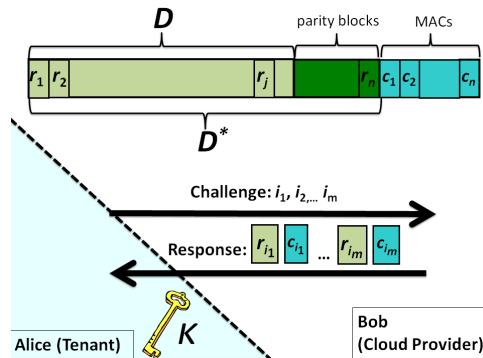 D parity blocks MACs
r1 r2 rj rn c1 c2 cn
D*
Challenge: i1, i2,... im
Response: ri1 ci1 ... rim cim
K
Alice (Tenant)
Bob
(Cloud Provider)